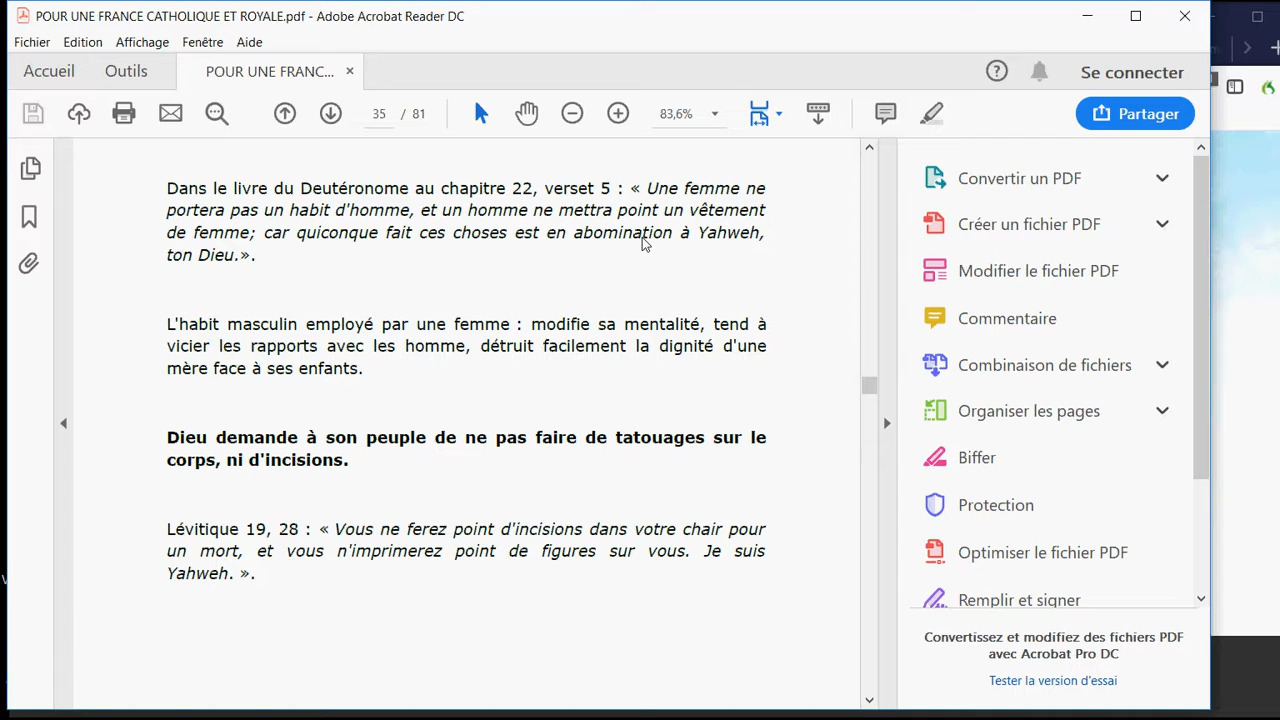 POUR UNE FRANCE CATHOLIQUE ET ROYALE.pdf - Adobe Acrobat Reader DC
Fichier Edition Affichage Fenêtre Aide
Accueil Outils POUR UNE FRANC... × Se connecter
35 / 81 83,6% Partager
Dans le livre du Deutéronome au chapitre 22, verset 5 : « Une femme ne
portera pas un habit d'homme, et un homme ne mettra point un vêtement
de femme; car quiconque fait ces choses est en abomination à Yahweh,
ton Dieu.».
L'habit masculin employé par une femme : modifie sa mentalité, tend à
vicier les rapports avec les homme, détruit facilement la dignité d'une
mère face à ses enfants.
Dieu demande à son peuple de ne pas faire de tatouages sur le
corps, ni d'incisions.
Lévitique 19, 28 : « Vous ne ferez point d'incisions dans votre chair pour
un mort, et vous n'imprimerez point de figures sur vous. Je suis
Yahweh. ».
Convertir un PDF
Créer un fichier PDF
Modifier le fichier PDF
Commentaire
Combinaison de fichiers
Organiser les pages
Biffer
Protection
Optimiser le fichier PDF
Remplir et signer
Convertissez et modifiez des fichiers PDF
avec Acrobat Pro DC
Tester la version d'essai